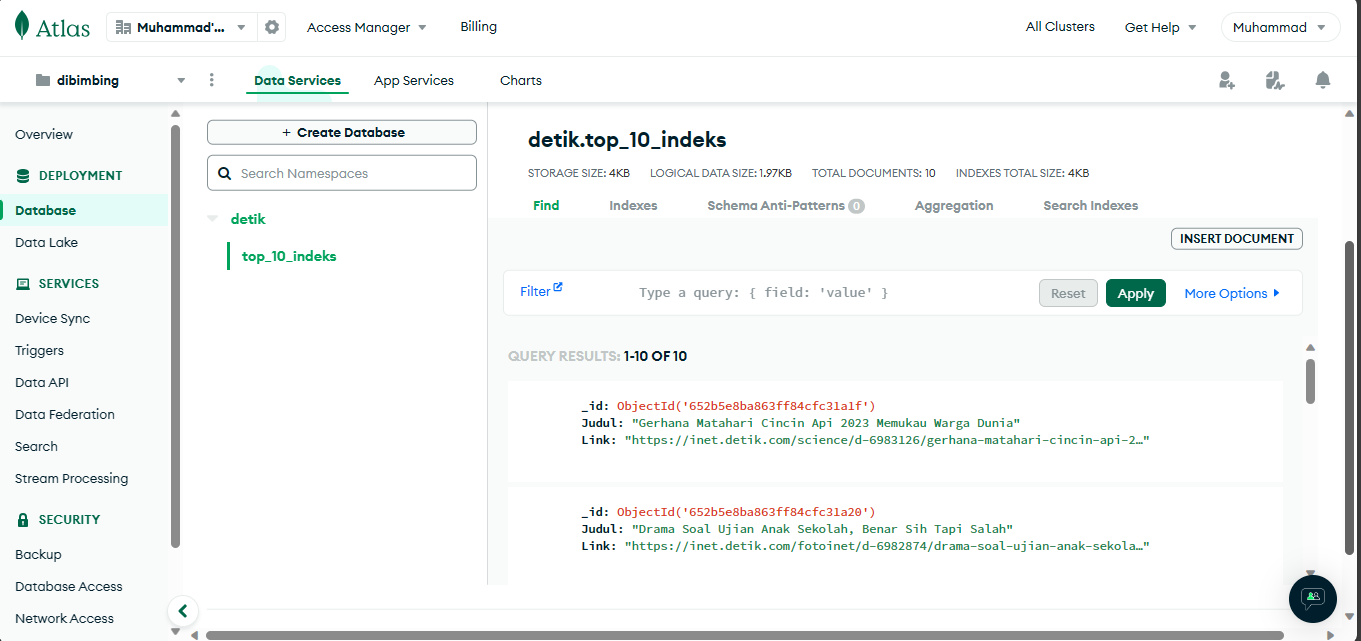 Atlas
Muhammad'...
Access Manager
Billing
All Clusters
Get Help
Muhammad
dibimbing
Data Services
App Services
Charts
Overview
DEPLOYMENT
Database
Data Lake
SERVICES
Device Sync
Triggers
Data API
Data Federation
Search
Stream Processing
SECURITY
Backup
Database Access
Network Access
+ Create Database
Search Namespaces
detik
top_10_indeks
detik.top_10_indeks
STORAGE SIZE: 4KB LOGICAL DATA SIZE: 1.97KB TOTAL DOCUMENTS: 10 INDEXES TOTAL SIZE: 4KB
Find Indexes Schema Anti-Patterns 0 Aggregation Search Indexes
INSERT DOCUMENT
Filter Type a query: { field: 'value' } Reset Apply More Options
QUERY RESULTS: 1-10 OF 10
_id: ObjectId('652b5e8ba863ff84cfc31a1f')
Judul: "Gerhana Matahari Cincin Api 2023 Memukau Warga Dunia"
Link: "https://inet.detik.com/science/d-6983126/gerhana-matahari-cincin-api-2…"
_id: ObjectId('652b5e8ba863ff84cfc31a20')
Judul: "Drama Soal Ujian Anak Sekolah, Benar Sih Tapi Salah"
Link: "https://inet.detik.com/fotoinet/d-6982874/drama-soal-ujian-anak-sekola…"